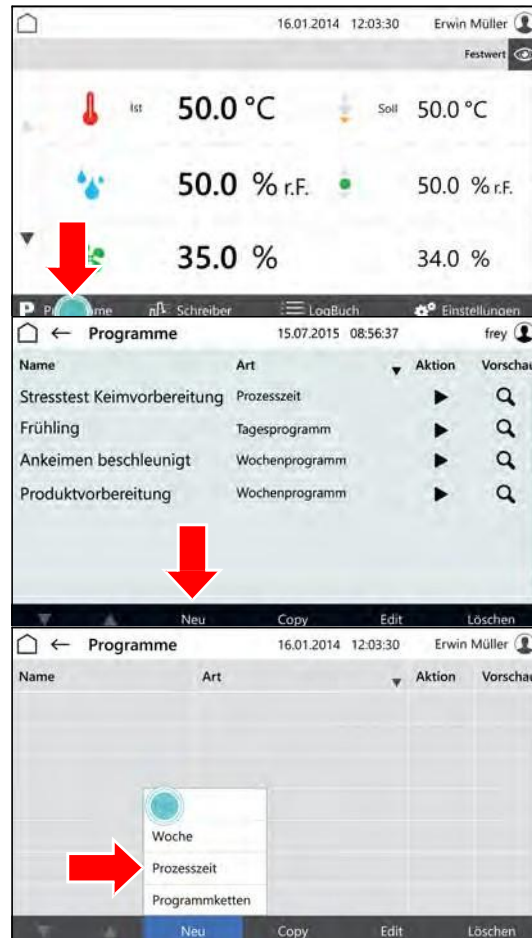 16.01.2014 12:03:30 Erwin Müller
Festwert
Ist 50.0 °C Soll 50.0 °C
50.0 % r.F. 50.0 % r.F.
35.0 % 34.0 %
P Schreiber LogBuch Einstellungen
← Programme 15.07.2015 08:56:37 frey
Name Art Aktion Vorschau
Stresstest Keimvorbereitung Prozesszeit
Frühling Tagesprogramm
Ankeimen beschleunigt Wochenprogramm
Produktvorbereitung Wochenprogramm
Neu Copy Edit Löschen
← Programme 16.01.2014 12:03:30 Erwin Müller
Name Art Aktion Vorschau
Woche
Prozesszeit
Programmketten
Neu Copy Edit Löschen